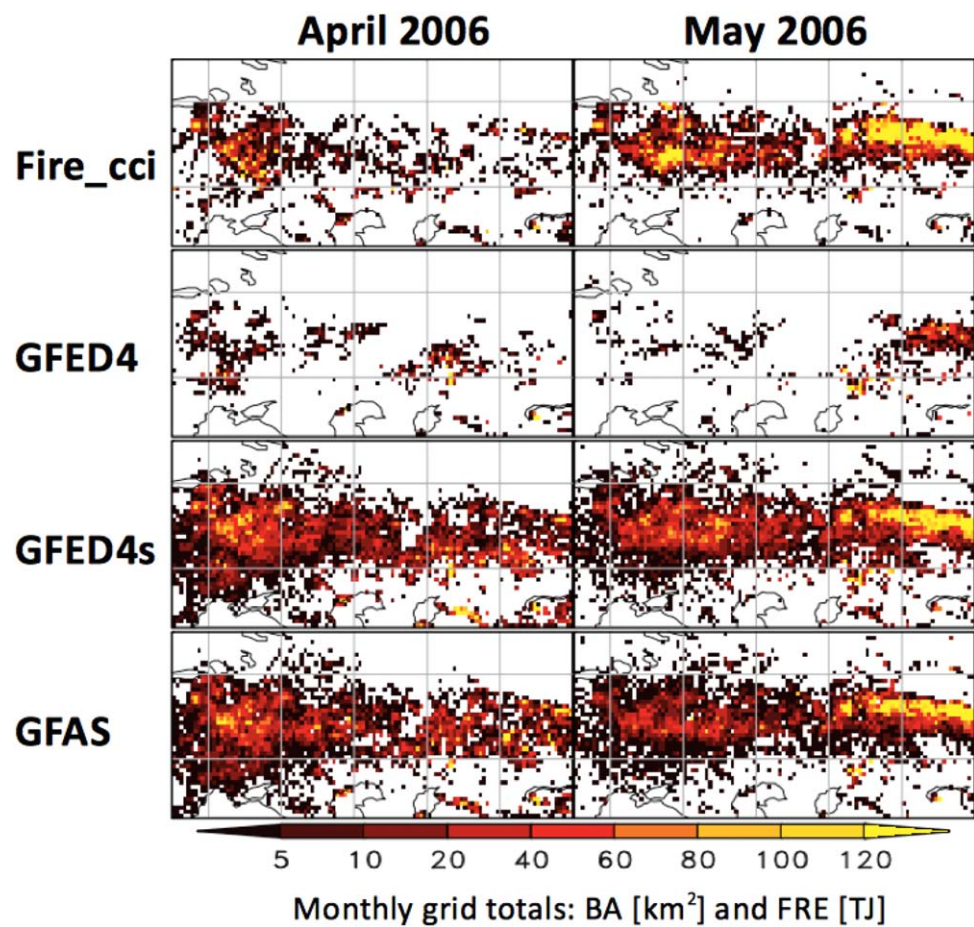 April 2006 May 2006
Fire_cci
GFED4
GFED4s
GFAS
5 10 20 40 60 80 100 120
Monthly grid totals: BA [km²] and FRE [TJ]